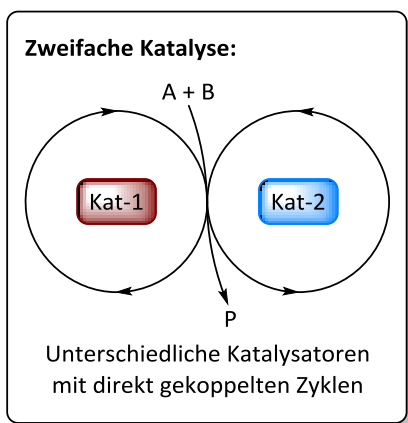 Zweifache Katalyse:
A + B
Kat-1
Kat-2
P
Unterschiedliche Katalysatoren
mit direkt gekoppelten Zyklen